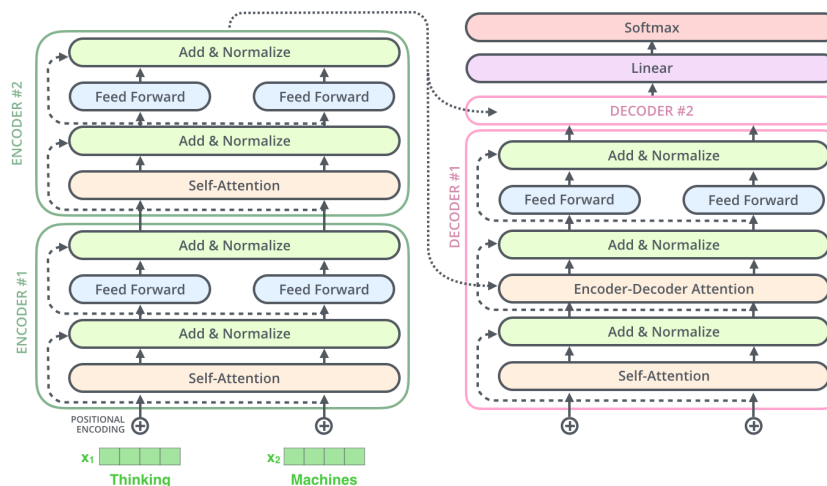 ENCODER #2
Add & Normalize
Feed Forward Feed Forward
Add & Normalize
Self-Attention
ENCODER #1
Add & Normalize
Feed Forward Feed Forward
Add & Normalize
Self-Attention
POSITIONAL
ENCODING
x1 x2
Thinking Machines
Softmax
Linear
DECODER #2
DECODER #1
Add & Normalize
Feed Forward Feed Forward
Add & Normalize
Encoder-Decoder Attention
Add & Normalize
Self-Attention